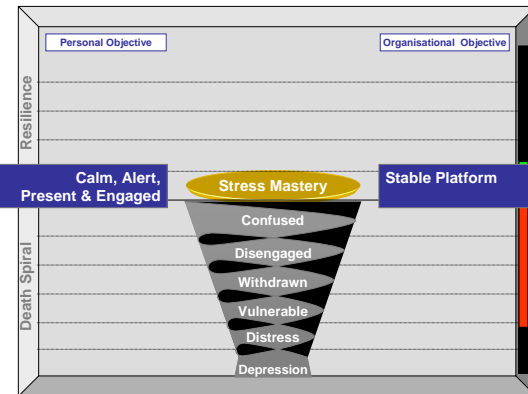 Personal Objective
Organisational Objective
Resilience
Calm, Alert,
Present & Engaged
Stress Mastery
Stable Platform
Death Spiral
Confused
Disengaged
Withdrawn
Vulnerable
Distress
Depression